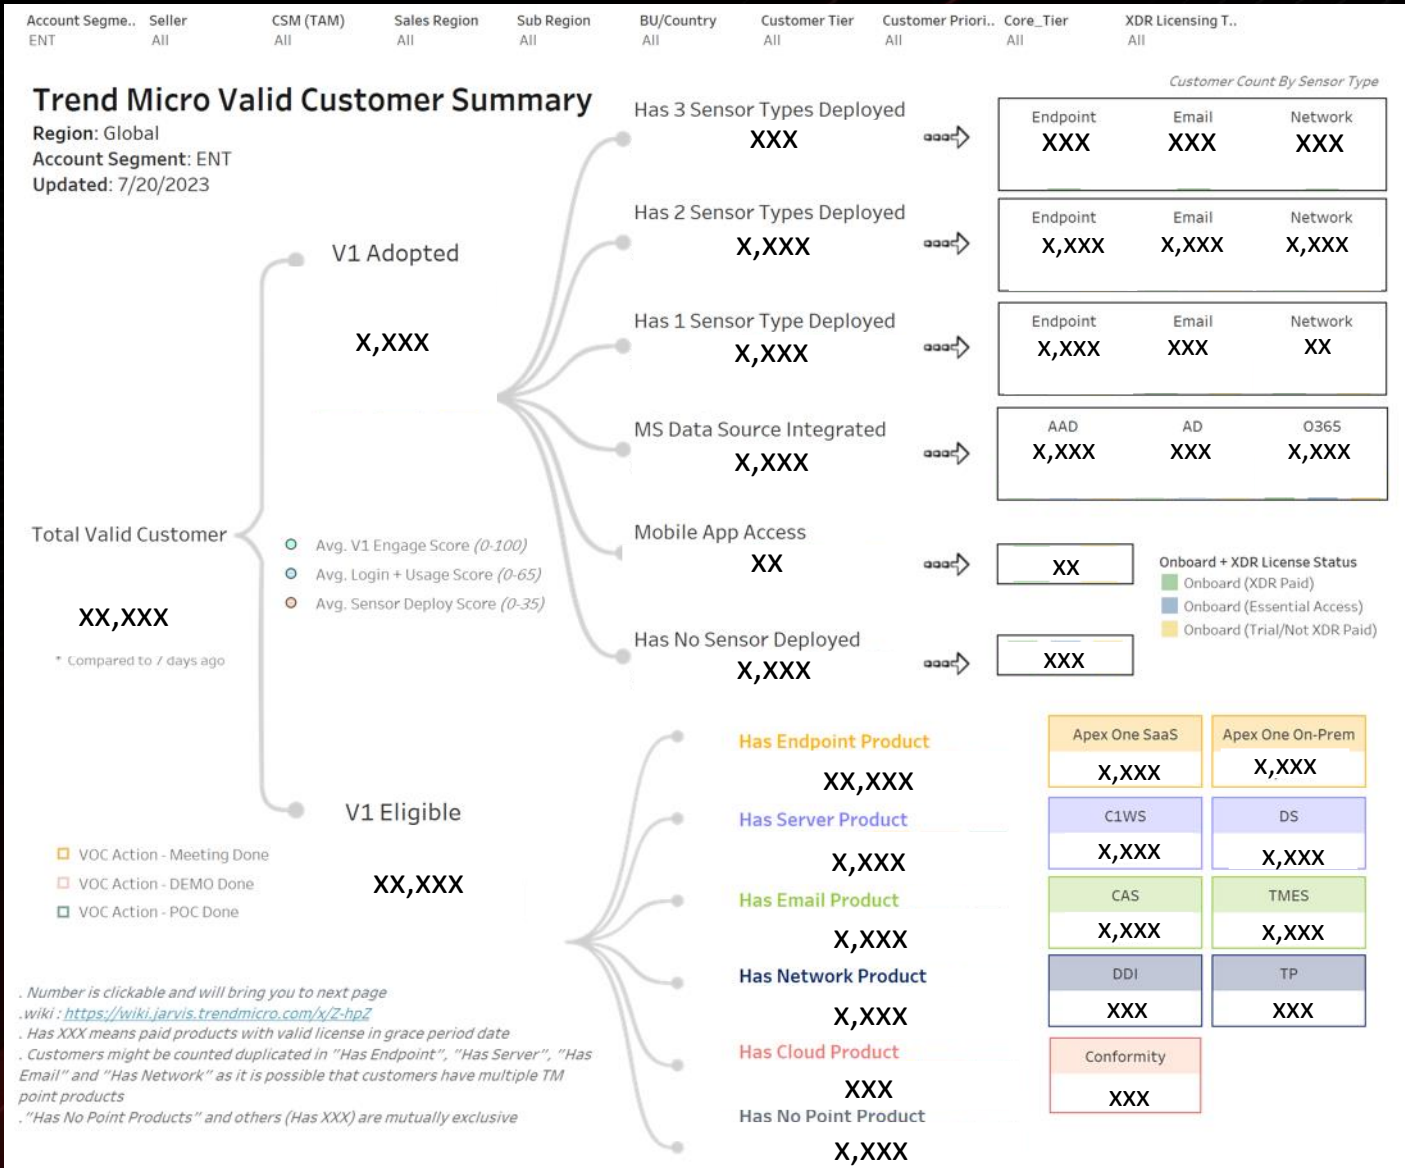 Account Segme.. Seller CSM (TAM) Sales Region Sub Region BU/Country Customer Tier Customer Priori.. Core_Tier XDR Licensing T..
ENT All All All All All All All All All
Customer Count By Sensor Type
Trend Micro Valid Customer Summary
Region: Global
Account Segment: ENT
Updated: 7/20/2023
Has 3 Sensor Types Deployed
XXX
Endpoint Email Network
XXX XXX XXX
Has 2 Sensor Types Deployed
X,XXX
Endpoint Email Network
X,XXX X,XXX X,XXX
V1 Adopted
X,XXX
Has 1 Sensor Type Deployed
X,XXX
Endpoint Email Network
X,XXX XXX XX
MS Data Source Integrated
X,XXX
AAD AD O365
X,XXX XXX X,XXX
Total Valid Customer
XX,XXX
* Compared to 7 days ago
Avg. V1 Engage Score (0-100)
Avg. Login + Usage Score (0-65)
Avg. Sensor Deploy Score (0-35)
Mobile App Access
XX
XX
Onboard + XDR License Status
Onboard (XDR Paid)
Onboard (Essential Access)
Onboard (Trial/Not XDR Paid)
Has No Sensor Deployed
X,XXX
XXX
V1 Eligible
XX,XXX
VOC Action - Meeting Done
VOC Action - DEMO Done
VOC Action - POC Done
Has Endpoint Product
XX,XXX
Apex One SaaS Apex One On-Prem
X,XXX X,XXX
Has Server Product
X,XXX
C1WS DS
X,XXX X,XXX
Has Email Product
X,XXX
CAS TMES
X,XXX X,XXX
Has Network Product
X,XXX
DDI TP
XXX XXX
Has Cloud Product
XXX
Conformity
XXX
Has No Point Product
X,XXX
. Number is clickable and will bring you to next page
.wiki : https://wiki.jarvis.trendmicro.com/x/Z-hpZ
. Has XXX means paid products with valid license in grace period date
. Customers might be counted duplicated in "Has Endpoint", "Has Server", "Has
Email" and "Has Network" as it is possible that customers have multiple TM
point products
. "Has No Point Products" and others (Has XXX) are mutually exclusive